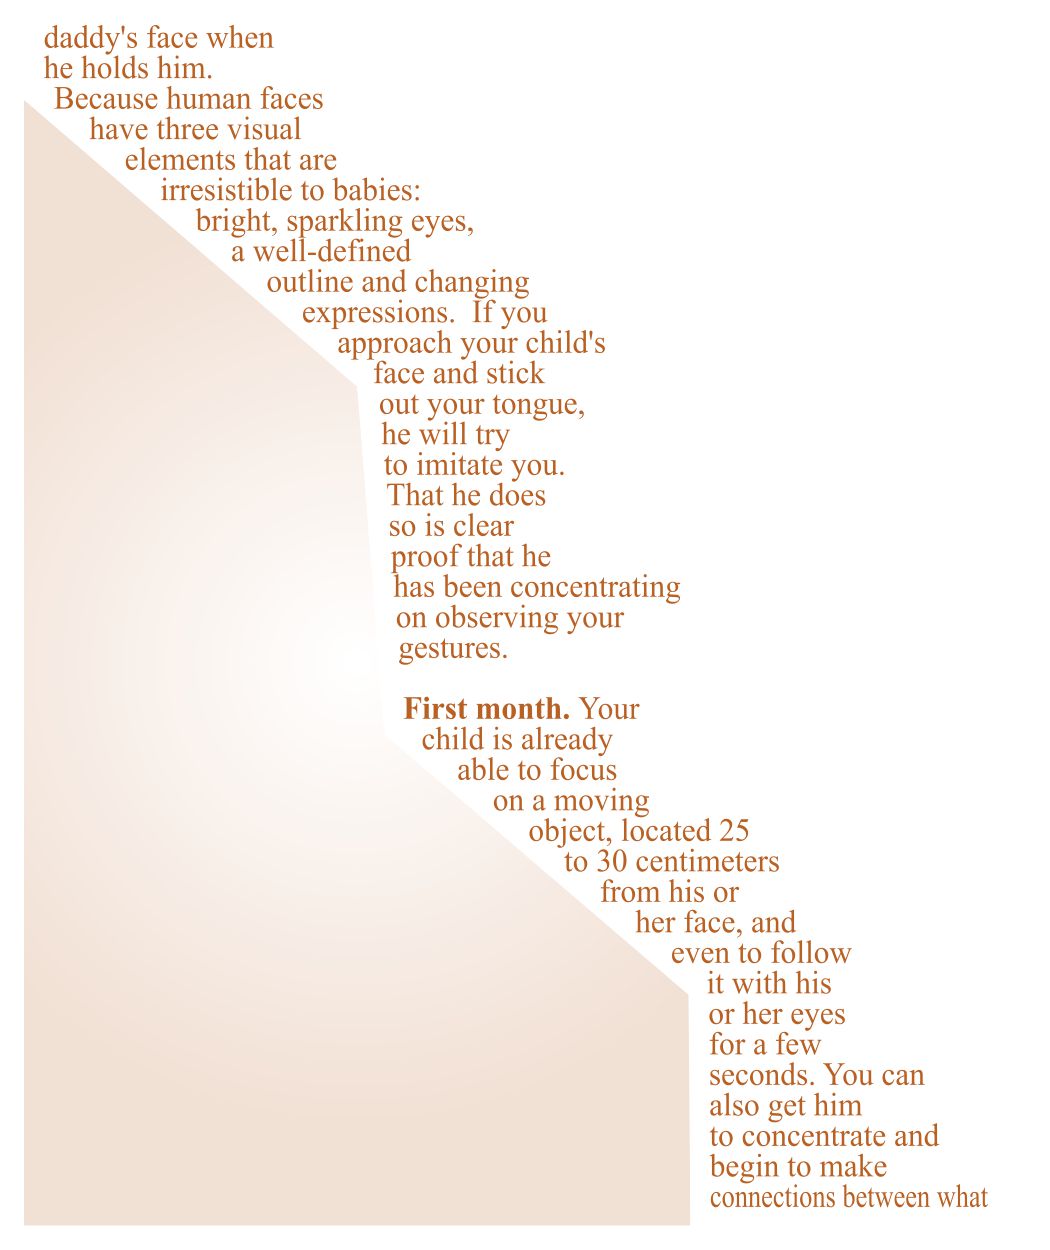 daddy's face when
he holds him.
Because human faces
have three visual
elements that are
irresistible to babies:
bright, sparkling eyes,
a well-defined
outline and changing
expressions.  If you
approach your child's
face and stick
out your tongue,
he will try
to imitate you.
That he does
so is clear
proof that he
has been concentrating
on observing your
gestures.
First month. Your
child is already
able to focus
on a moving
object, located 25
to 30 centimeters
from his or
her face, and
even to follow
it with his
or her eyes
for a few
seconds. You can
also get him
to concentrate and
begin to make
connections between what